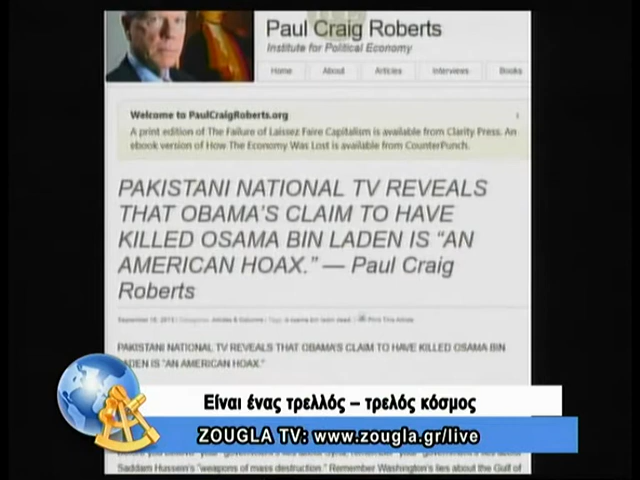 Paul Craig Roberts
Institute for Political Economy
Home About Articles Interviews Books
Welcome to PaulCraigRoberts.org
A print edition of The Failure of Laissez Faire Capitalism is available from Clarity Press. An
ebook version of How The Economy Was Lost is available from CounterPunch.
PAKISTANI NATIONAL TV REVEALS
THAT OBAMA'S CLAIM TO HAVE
KILLED OSAMA BIN LADEN IS "AN
AMERICAN HOAX." — Paul Craig
Roberts
Print This Article
PAKISTANI NATIONAL TV REVEALS THAT OBAMA'S CLAIM TO HAVE KILLED OSAMA BIN
LADEN IS "AN AMERICAN HOAX."
Είναι ένας τρελλός – τρελός κόσμος
ZOUGLA TV: www.zougla.gr/live
Saddam Hussein's "weapons of mass destruction." Remember Washington's lies about the Gulf of